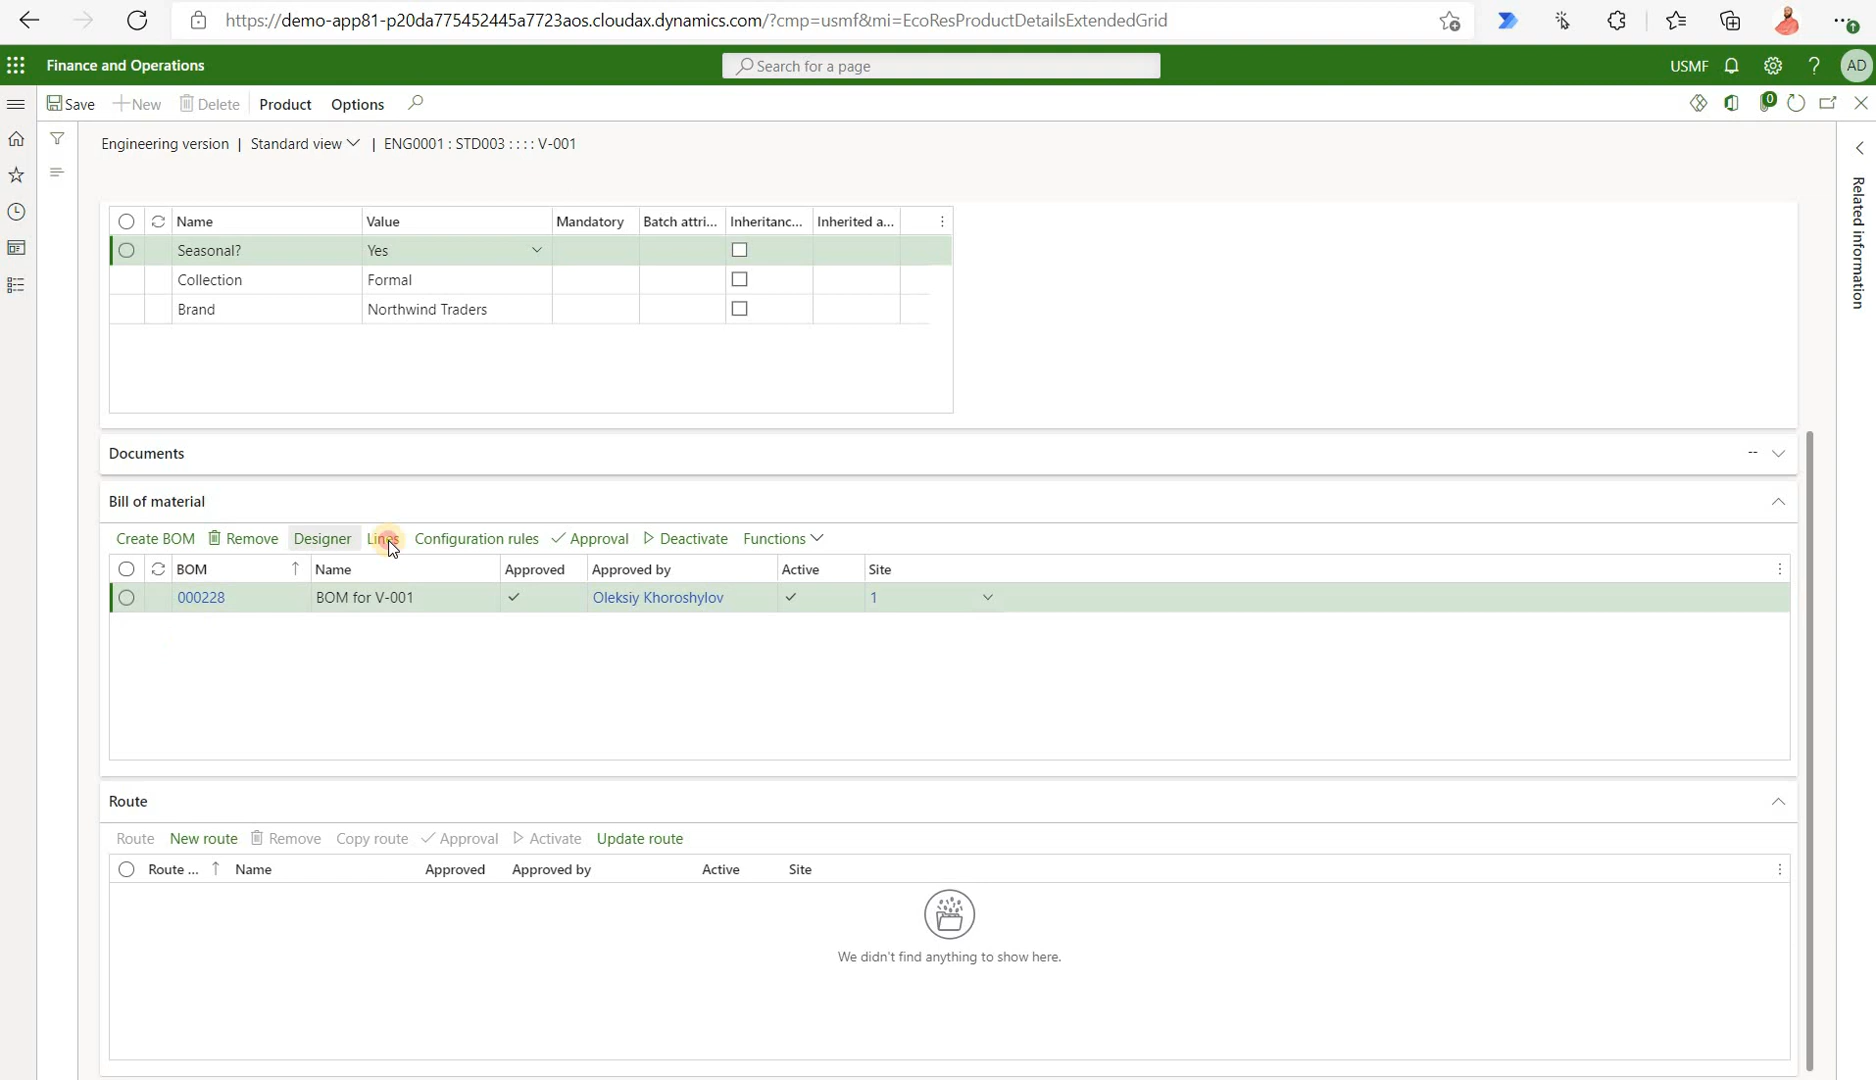 https://demo-app81-p20da775452445a7723aos.cloudax.dynamics.com/?cmp=usmf&mi=EcoResProductDetailsExtendedGrid
Finance and Operations
Search for a page
USMF
? AD
Save New Delete Product Options
0
Engineering version | Standard view | ENG0001 : STD003 : : : : V-001
Related information
Name Value Mandatory Batch attri... Inheritanc... Inherited a...
Seasonal? Yes
Collection Formal
Brand Northwind Traders
Documents --
Bill of material
Create BOM Remove Designer Lines Configuration rules Approval Deactivate Functions
BOM Name Approved Approved by Active Site
000228 BOM for V-001 Oleksiy Khoroshylov 1
Route
Route New route Remove Copy route Approval Activate Update route
Route ... Name Approved Approved by Active Site
We didn't find anything to show here.